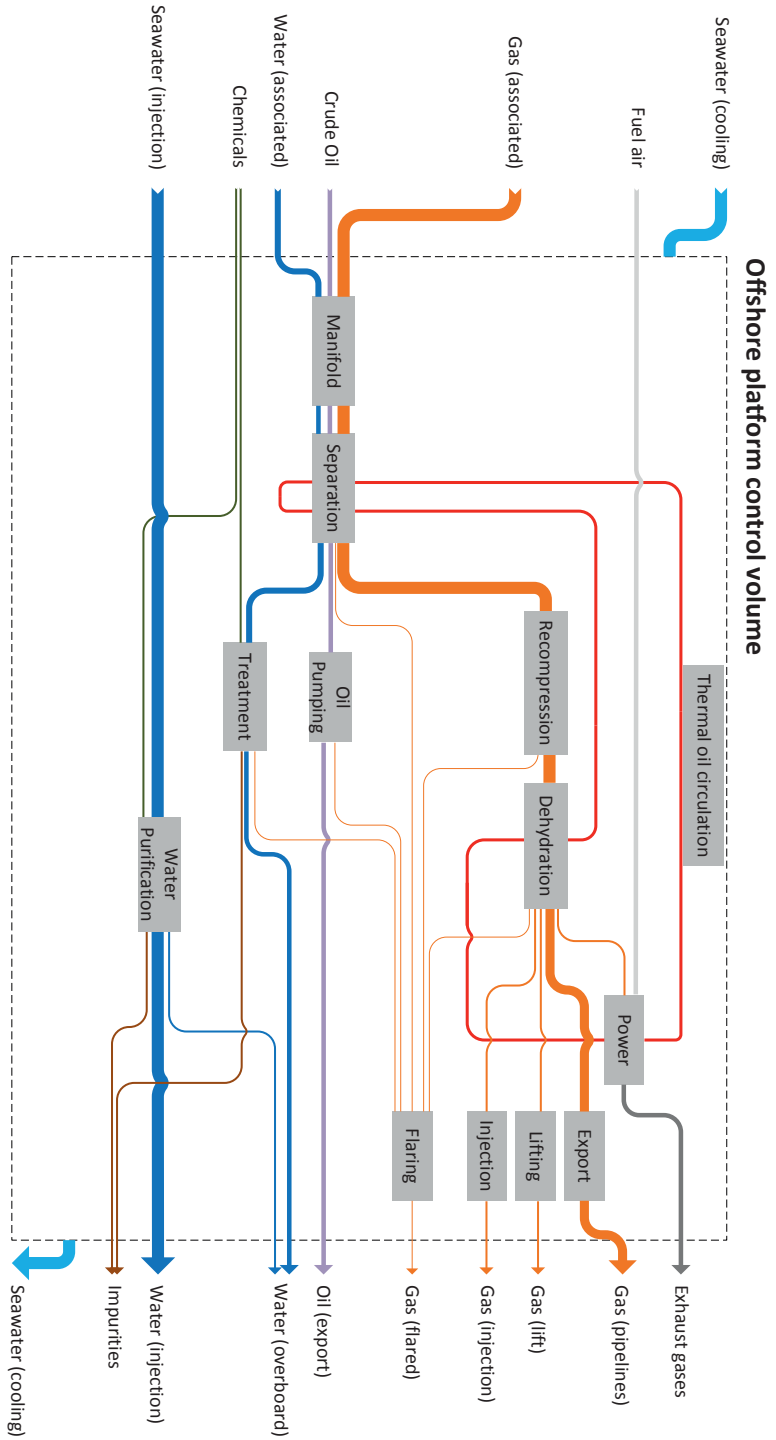 Offshore platform control volume
Seawater (cooling)
Fuel air
Gas (associated)
Crude Oil
Water (associated)
Chemicals
Seawater (injection)
Thermal oil circulation
Manifold
Separation
Recompression
Dehydration
Power
Oil
Pumping
Treatment
Water
Purification
Export
Lifting
Injection
Flaring
Exhaust gases
Gas (pipelines)
Gas (lift)
Gas (injection)
Gas (flared)
Oil (export)
Water (overboard)
Water (injection)
Impurities
Seawater (cooling)